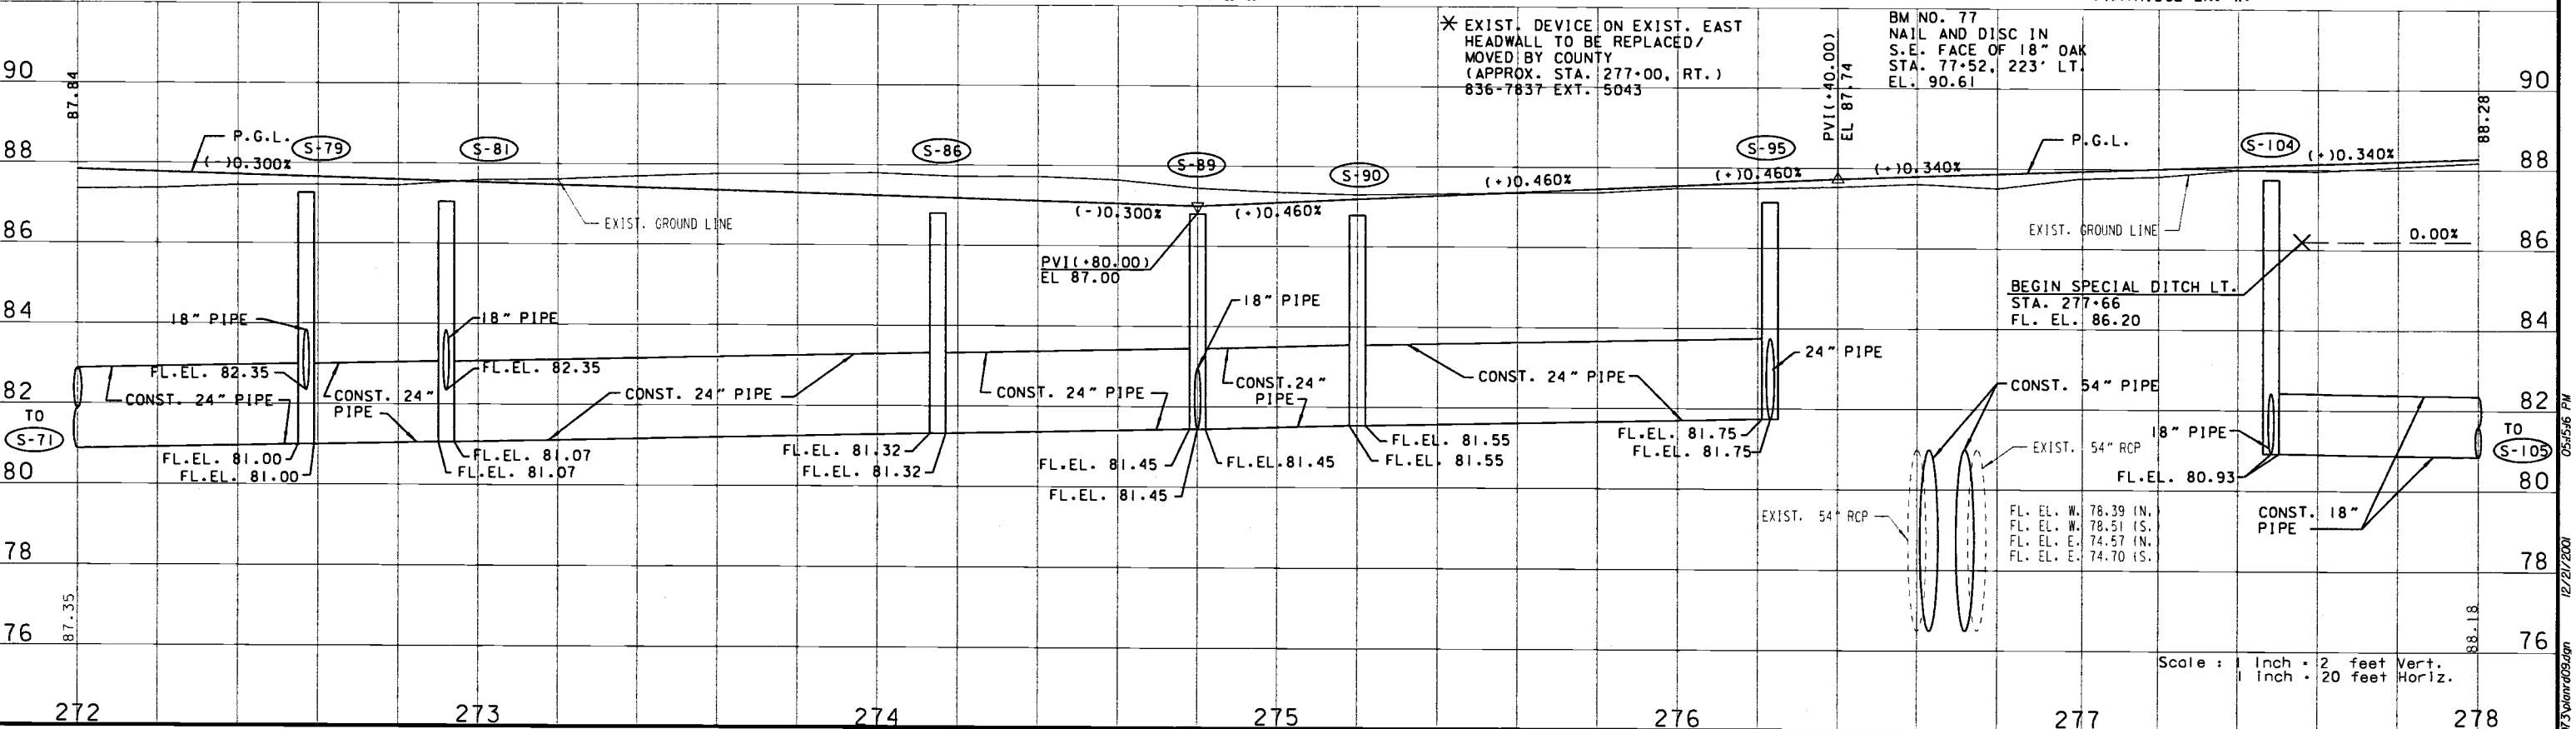 ✳ EXIST. DEVICE ON EXIST. EAST
HEADWALL TO BE REPLACED/
MOVED BY COUNTY
(APPROX. STA. 277+00, RT.)
836-7837 EXT. 5043
BM NO. 77
NAIL AND DISC IN
S.E. FACE OF 18" OAK
STA. 77+52, 223' LT.
EL. 90.61
90
87.84
PVI(+40.00)
EL 87.74
88.28
90
P.G.L.
(-)0.300%
S-79
S-81
S-86
S-89
S-90
S-95
P.G.L.
S-104
(+)0.340%
88
(+)0.460%
(+)0.460%
(+)0.340%
88
EXIST. GROUND LINE
(-)0.300%
(+)0.460%
EXIST. GROUND LINE
0.00%
86
86
PVI(+80.00)
EL 87.00
BEGIN SPECIAL DITCH LT.
STA. 277+66
FL. EL. 86.20
84
18" PIPE
18" PIPE
18" PIPE
84
24" PIPE
FL.EL. 82.35
FL.EL. 82.35
82
CONST. 24" PIPE
CONST. 24"
PIPE
CONST. 24" PIPE
CONST. 24" PIPE
CONST.24"
PIPE
CONST. 24" PIPE
CONST. 54" PIPE
82
TO
S-71
FL.EL. 81.00
FL.EL. 81.00
FL.EL. 81.07
FL.EL. 81.07
FL.EL. 81.32
FL.EL. 81.32
FL.EL. 81.45
FL.EL.81.45
FL.EL. 81.45
FL.EL. 81.55
FL.EL. 81.55
FL.EL. 81.75
FL.EL. 81.75
EXIST. 54" RCP
18" PIPE
FL.EL. 80.93
TO
S-105
80
80
EXIST. 54" RCP
FL. EL. W. 78.39 (N.)
FL. EL. W. 78.51 (S.)
FL. EL. E. 74.57 (N.)
FL. EL. E. 74.70 (S.)
CONST. 18"
PIPE
78
78
87.35
88.18
76
76
Scale : 1 Inch = 2 feet Vert.
1 Inch = 20 feet Horiz.
272
273
274
275
276
277
278
12/21/2001